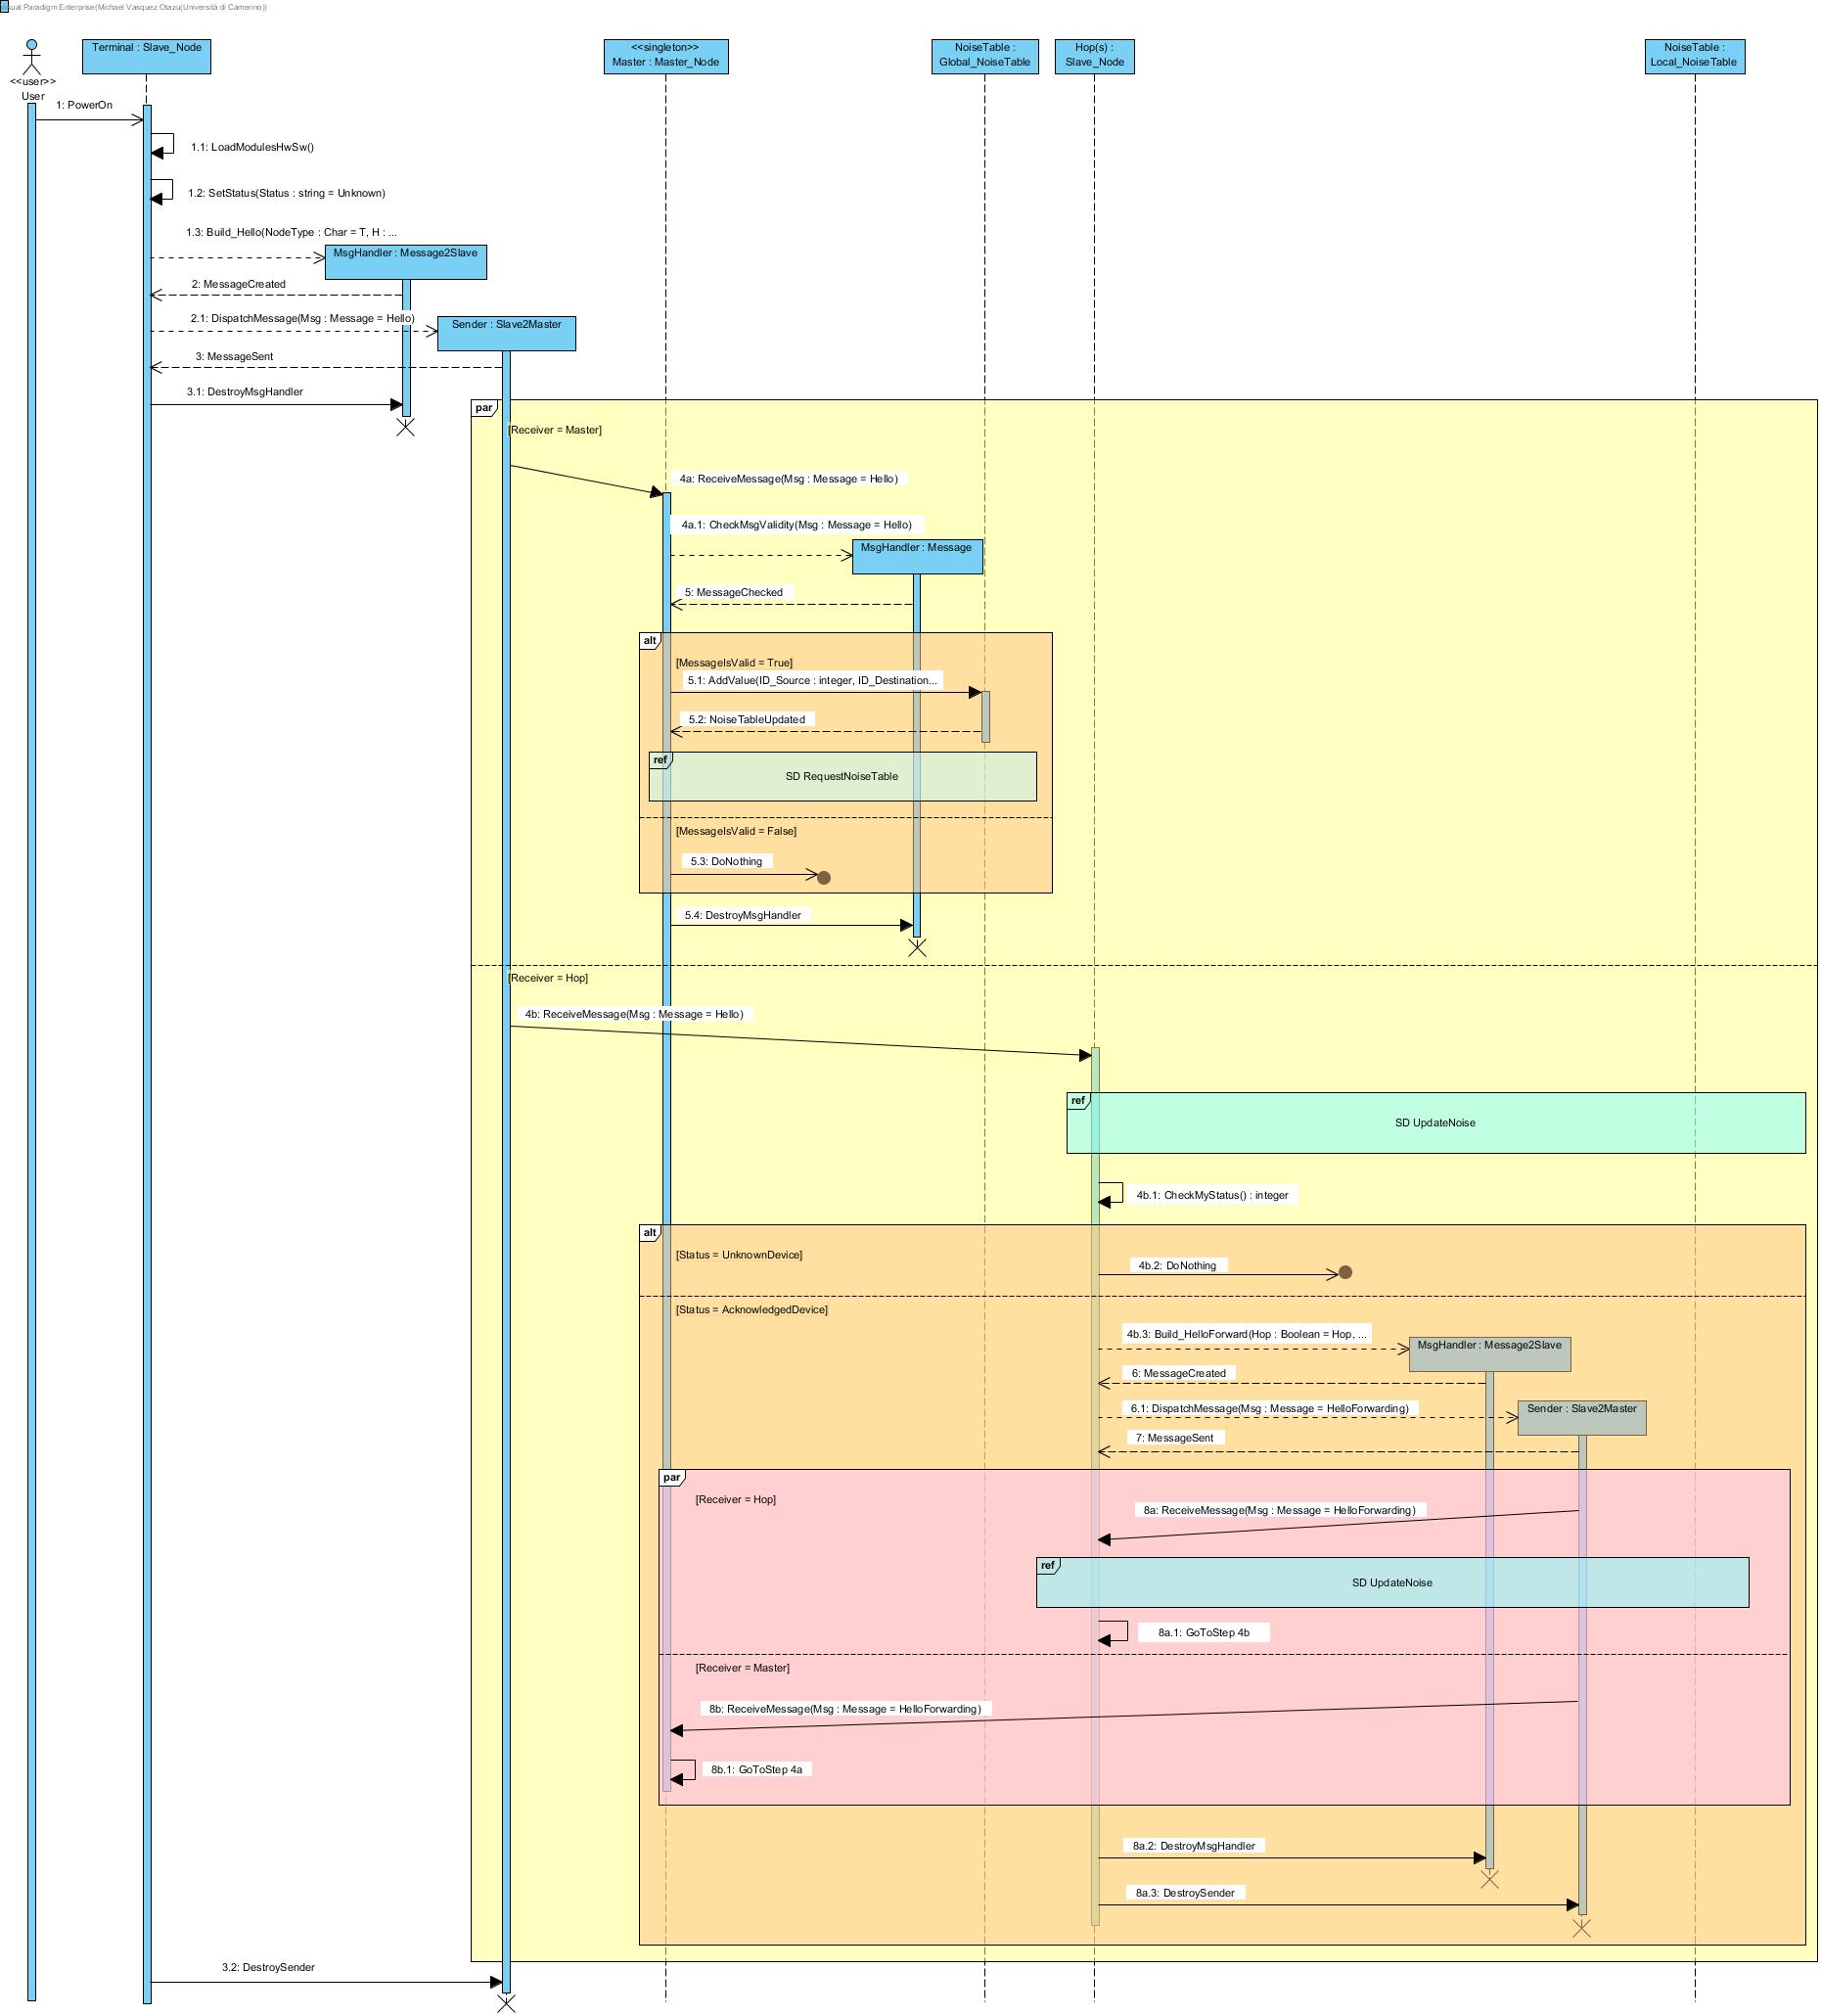 Visual Paradigm Enterprise(Michael Vasquez Otazu(Università di Camerino))
<<user>>
User
Terminal : Slave_Node
<<singleton>>
Master : Master_Node
NoiseTable :
Global_NoiseTable
Hop(s) :
Slave_Node
NoiseTable :
Local_NoiseTable
1: PowerOn
1.1: LoadModulesHwSw()
1.2: SetStatus(Status : string = Unknown)
1.3: Build_Hello(NodeType : Char = T, H : ...
MsgHandler : Message2Slave
2: MessageCreated
2.1: DispatchMessage(Msg : Message = Hello)
Sender : Slave2Master
3: MessageSent
3.1: DestroyMsgHandler
par
[Receiver = Master]
4a: ReceiveMessage(Msg : Message = Hello)
4a.1: CheckMsgValidity(Msg : Message = Hello)
MsgHandler : Message
5: MessageChecked
alt
[MessageIsValid = True]
5.1: AddValue(ID_Source : integer, ID_Destination...
5.2: NoiseTableUpdated
ref
SD RequestNoiseTable
[MessageIsValid = False]
5.3: DoNothing
5.4: DestroyMsgHandler
[Receiver = Hop]
4b: ReceiveMessage(Msg : Message = Hello)
ref
SD UpdateNoise
4b.1: CheckMyStatus() : integer
alt
[Status = UnknownDevice]
4b.2: DoNothing
[Status = AcknowledgedDevice]
4b.3: Build_HelloForward(Hop : Boolean = Hop, ...
MsgHandler : Message2Slave
6: MessageCreated
6.1: DispatchMessage(Msg : Message = HelloForwarding)
Sender : Slave2Master
7: MessageSent
par
[Receiver = Hop]
8a: ReceiveMessage(Msg : Message = HelloForwarding)
ref
SD UpdateNoise
8a.1: GoToStep 4b
[Receiver = Master]
8b: ReceiveMessage(Msg : Message = HelloForwarding)
8b.1: GoToStep 4a
8a.2: DestroyMsgHandler
8a.3: DestroySender
3.2: DestroySender